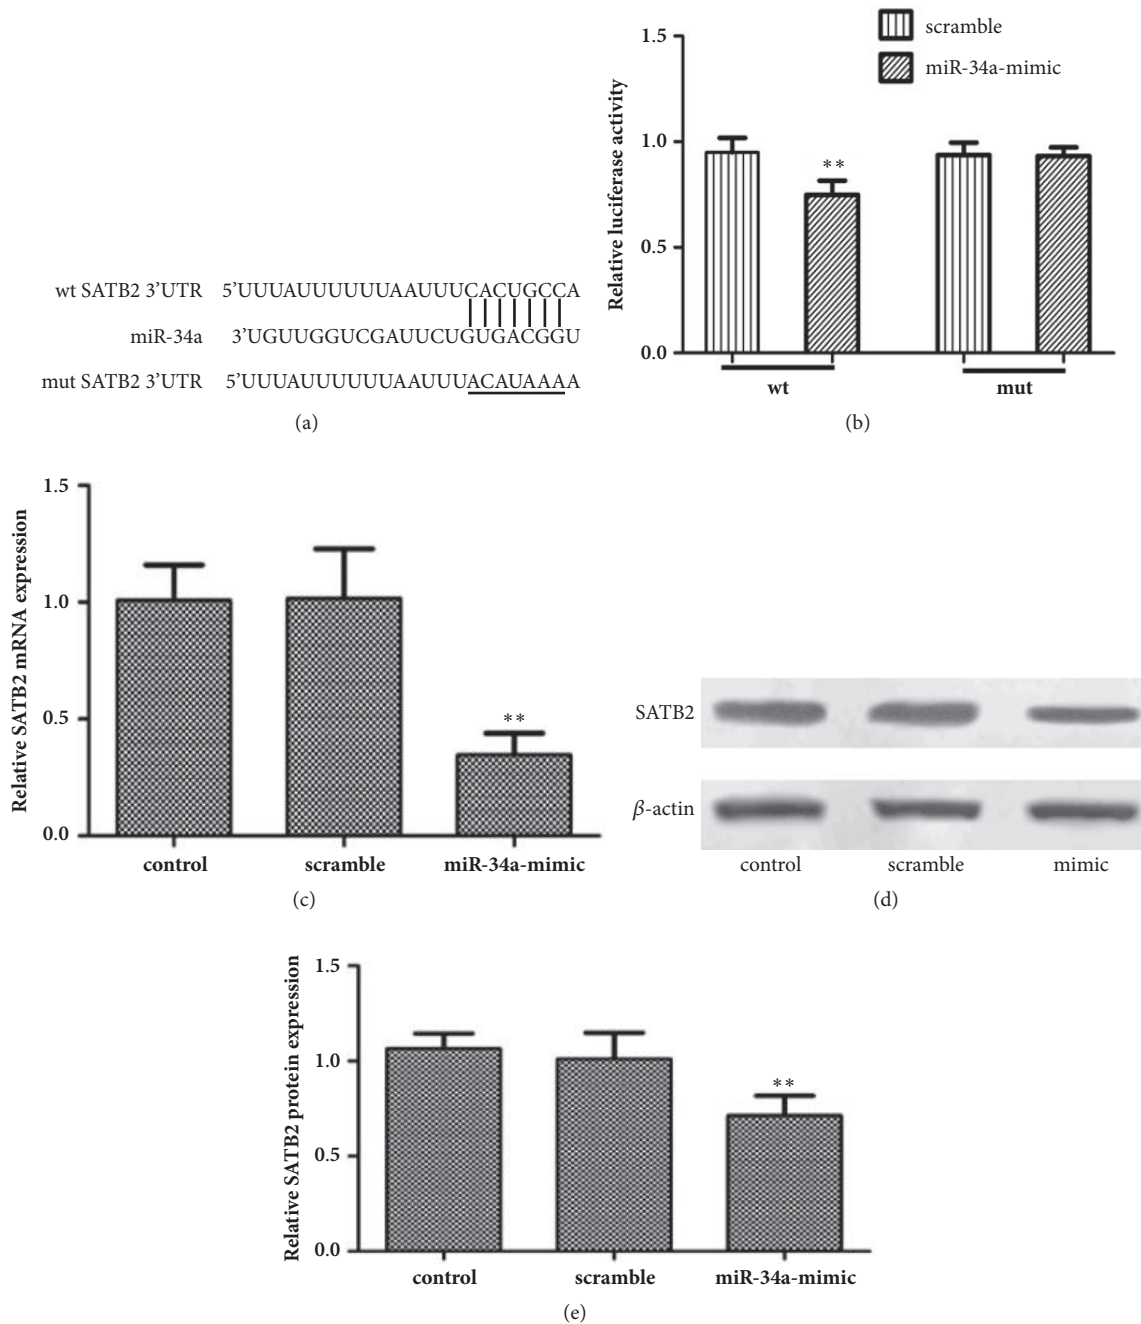 wt SATB2 3'UTR 5'UUUAUUUUUUAAUUUCACUGCCA
miR-34a 3'UGUUGGUCGAUUCUGUGACGGU
mut SATB2 3'UTR 5'UUUAUUUUUUAAUUUACAUAAAA
(a)
scramble
miR-34a-mimic
Relative luciferase activity
1.5
1.0
0.5
0.0
**
wt
mut
(b)
Relative SATB2 mRNA expression
1.5
1.0
0.5
0.0
**
control
scramble
miR-34a-mimic
(c)
SATB2
β-actin
control
scramble
mimic
(d)
Relative SATB2 protein expression
1.5
1.0
0.5
0.0
**
control
scramble
miR-34a-mimic
(e)